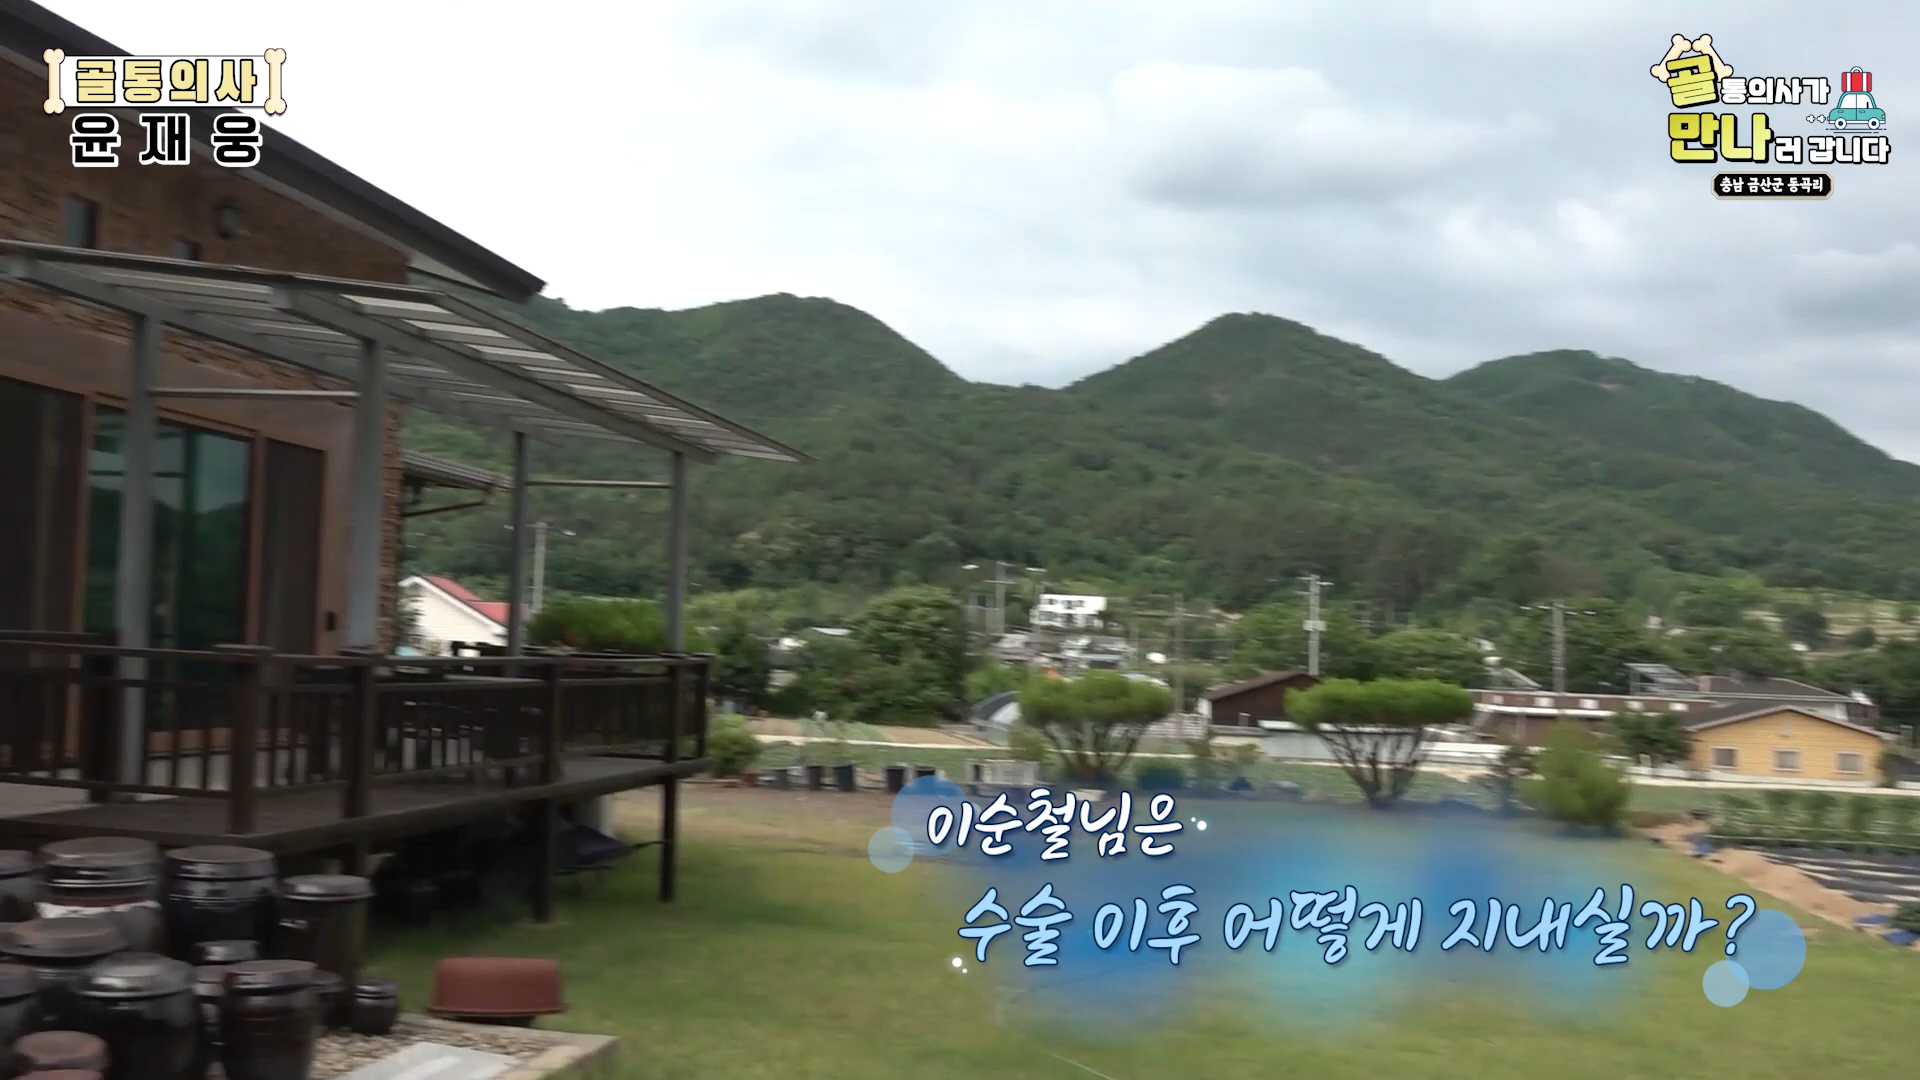 골통의사
윤재웅
골통의사가
만나러 갑니다
충남 금산군 동곡리
이순철님은
수술 이후 어떻게 지내실까?